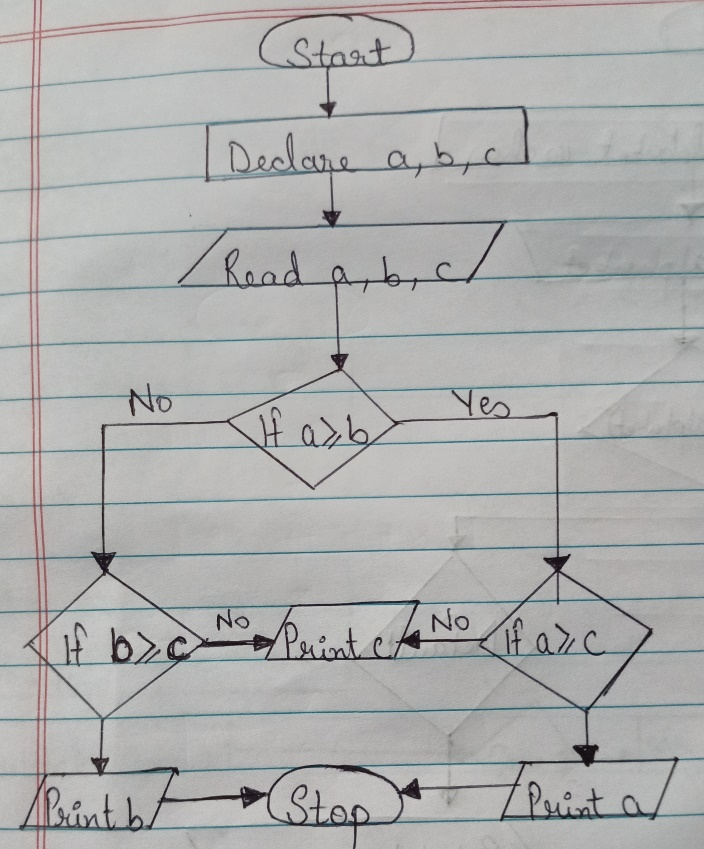 Start
Declare a, b, c
Read a, b, c
No
Yes
If a⩾b
If b⩾c
No
Print c
No
If a⩾c
Print b
Stop
Print a